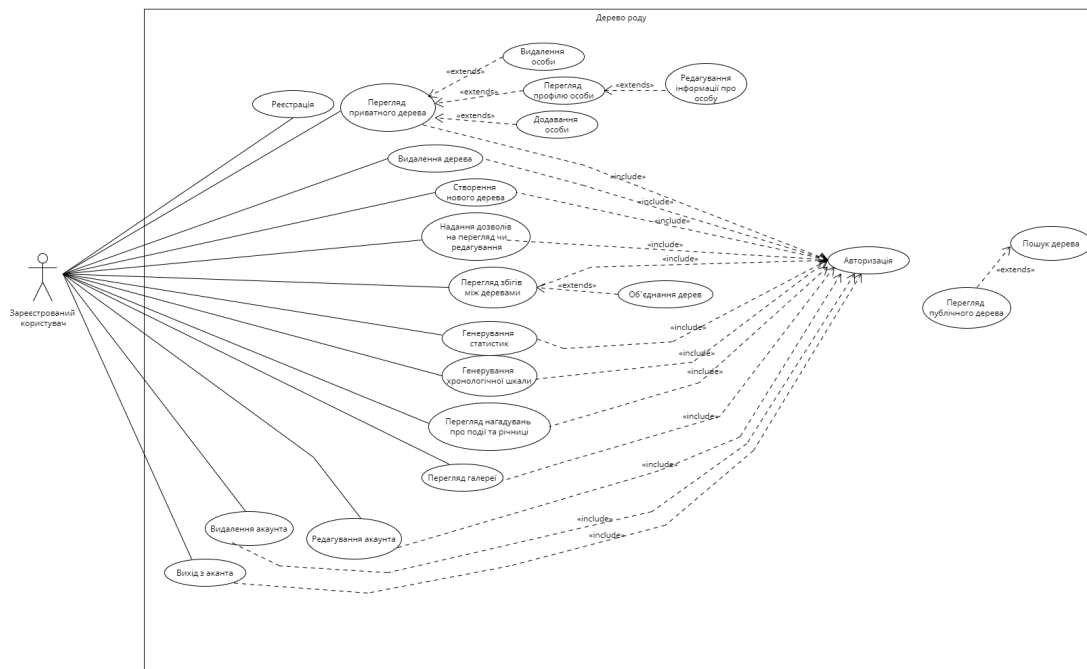 Дерево роду
Видалення
особи
«extends»
Перегляд
профілю особи
«extends»
Редагування
інформації про
особу
«extends»
Реєстрація
Перегляд
приватного дерева
«extends»
Додавання
особи
Видалення дерева
«include»
Створення
нового дерева
«include»
«include»
Надання дозволів
на перегляд чи
редагування
«include»
Пошук дерева
Авторизація
«include»
«extends»
Зареєстрований
користувач
Перегляд збігів
між деревами
«extends»
Об'єднання дерев
Перегляд
публічного дерева
Генерування
статистик
«include»
Генерування
хронологічної шкали
«include»
«include»
Перегляд нагадувань
про події та річниці
«include»
Перегляд галереї
«include»
Видалення акаунта
Редагування акаунта
«include»
«include»
Вихід з аканта